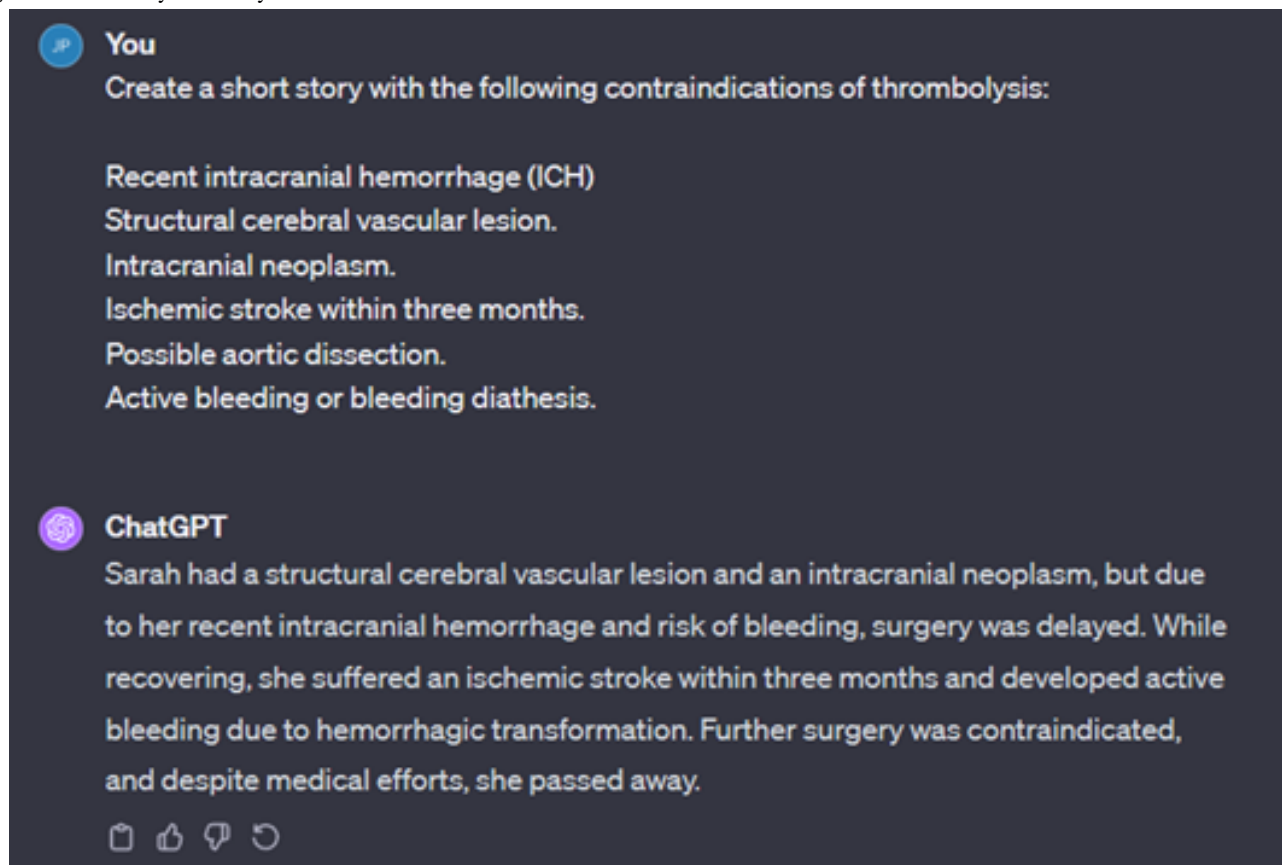 JP
You
Create a short story with the following contraindications of thrombolysis:
Recent intracranial hemorrhage (ICH)
Structural cerebral vascular lesion.
Intracranial neoplasm.
Ischemic stroke within three months.
Possible aortic dissection.
Active bleeding or bleeding diathesis.
ChatGPT
Sarah had a structural cerebral vascular lesion and an intracranial neoplasm, but due
to her recent intracranial hemorrhage and risk of bleeding, surgery was delayed. While
recovering, she suffered an ischemic stroke within three months and developed active
bleeding due to hemorrhagic transformation. Further surgery was contraindicated,
and despite medical efforts, she passed away.